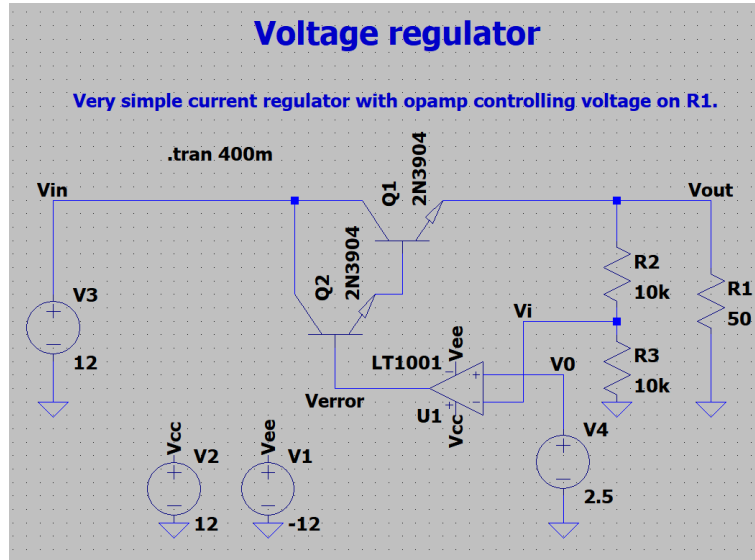 Voltage regulator
Very simple current regulator with opamp controlling voltage on R1.
.tran 400m
Vin
Q1
2N3904
Vout
Q2
2N3904
R2
10k
R1
50
V3
12
Vi
LT1001
Vee
V0
R3
10k
Verror
U1
Vcc
V4
2.5
Vcc
V2
12
Vee
V1
-12